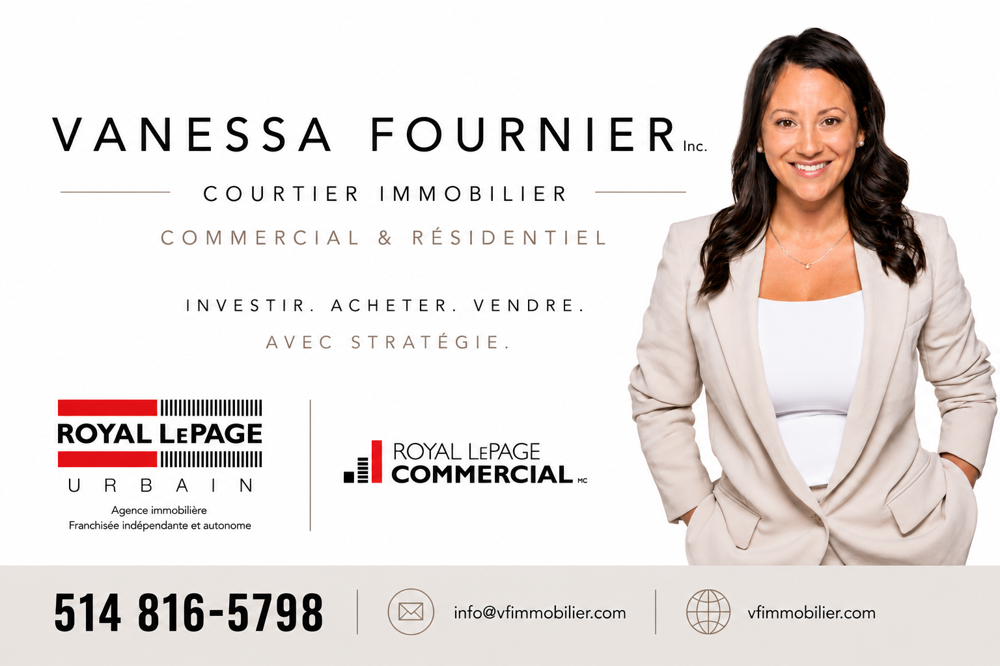 VANESSA FOURNIER Inc.
COURTIER IMMOBILIER
COMMERCIAL & RÉSIDENTIEL
INVESTIR. ACHETER. VENDRE.
AVEC STRATÉGIE.
ROYAL LEPAGE
URBAIN
Agence immobilière
Franchisée indépendante et autonome
ROYAL LEPAGE
COMMERCIAL MC
514 816-5798
info@vfimmobilier.com
vfimmobilier.com